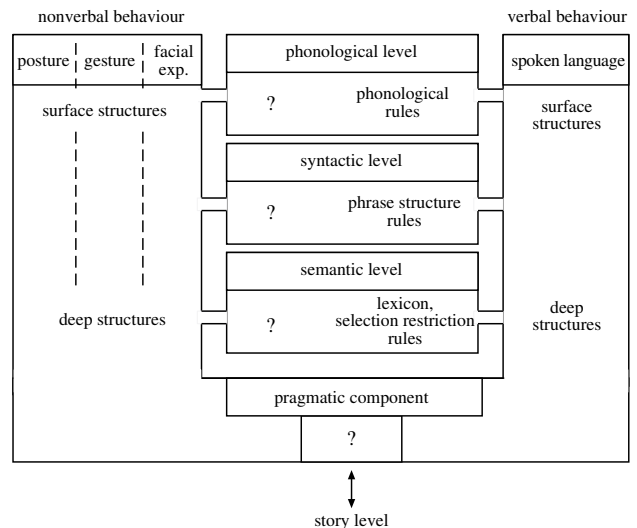 nonverbal behaviour
verbal behaviour
posture
gesture
facial
exp.
phonological level
spoken language
surface structures
?
phonological
rules
surface
structures
syntactic level
?
phrase structure
rules
semantic level
deep structures
?
lexicon,
selection restriction
rules
deep
structures
pragmatic component
?
story level